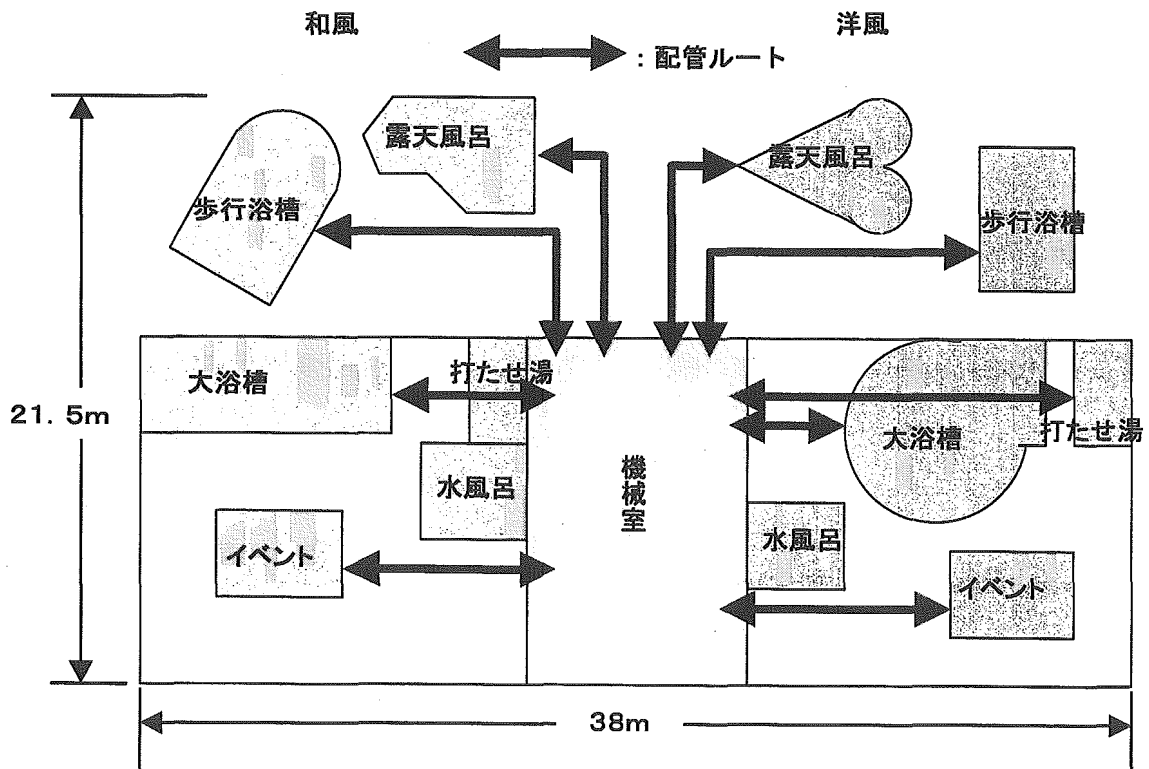 和風
洋風
：配管ルート
露天風呂
露天風呂
歩行浴槽
歩行浴槽
大浴槽
打たせ湯
21.5m
大浴槽
打たせ湯
機械室
水風呂
水風呂
イベント
イベント
38m